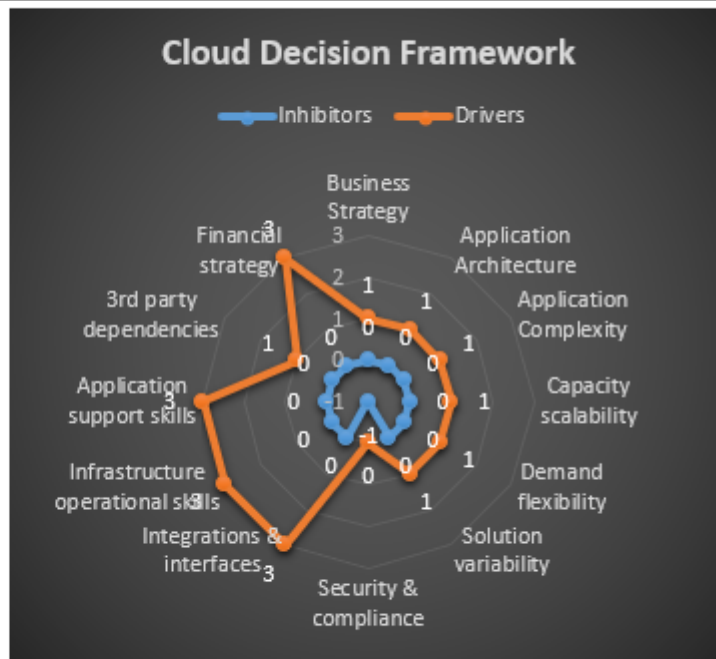 Cloud Decision Framework
Inhibitors Drivers
Business
Strategy
Application
Architecture
Application
Complexity
Capacity
scalability
Demand
flexibility
Solution
variability
Security &
compliance
Integrations &
interfaces
Infrastructure
operational skills
Application
support skills
3rd party
dependencies
Financial
strategy
3
2
1
0
-1
1
1
1
1
1
1
0
3
3
3
1
3
0
0
0
0
0
0
-1
0
0
0
0
0